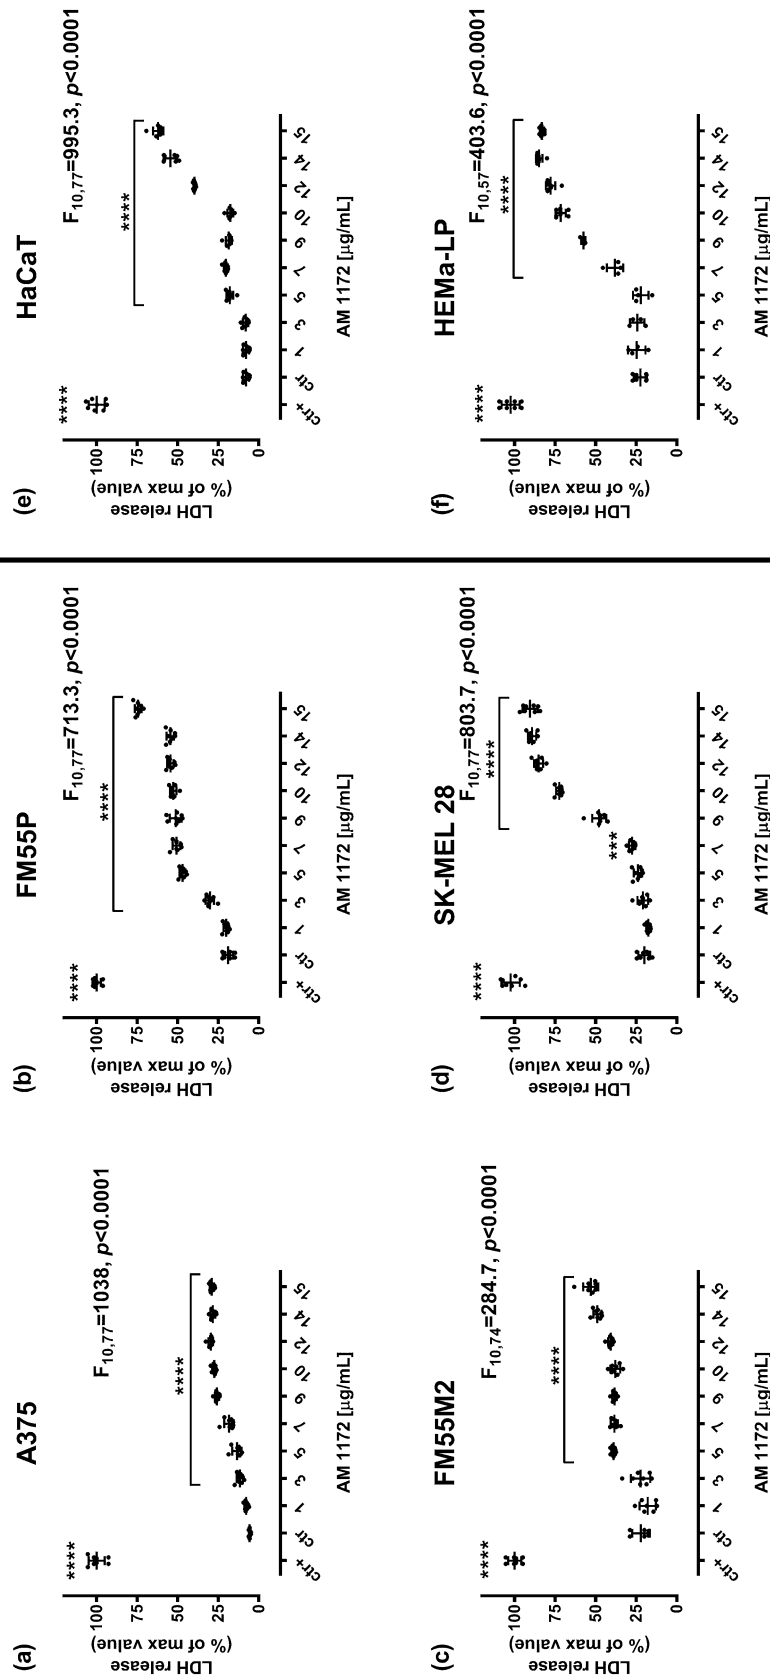 (a)
A375
F10,77=1038, p<0.0001
****
****
LDH release
(% of max value)
100
75
50
25
0
ctr+ ctr 1 3 5 7 9 10 12 14 15
AM 1172 [µg/mL]
(b)
FM55P
F10,77=713.3, p<0.0001
****
****
LDH release
(% of max value)
100
75
50
25
0
ctr+ ctr 1 3 5 7 9 10 12 14 15
AM 1172 [µg/mL]
(e)
HaCaT
F10,77=995.3, p<0.0001
****
****
LDH release
(% of max value)
100
75
50
25
0
ctr+ ctr 1 3 5 7 9 10 12 14 15
AM 1172 [µg/mL]
(c)
FM55M2
F10,74=284.7, p<0.0001
****
****
LDH release
(% of max value)
100
75
50
25
0
ctr+ ctr 1 3 5 7 9 10 12 14 15
AM 1172 [µg/mL]
(d)
SK-MEL 28
F10,77=803.7, p<0.0001
****
****
***
LDH release
(% of max value)
100
75
50
25
0
ctr+ ctr 1 3 5 7 9 10 12 14 15
AM 1172 [µg/mL]
(f)
HEMa-LP
F10,57=403.6, p<0.0001
****
****
LDH release
(% of max value)
100
75
50
25
0
ctr+ ctr 1 3 5 7 9 10 12 14 15
AM 1172 [µg/mL]